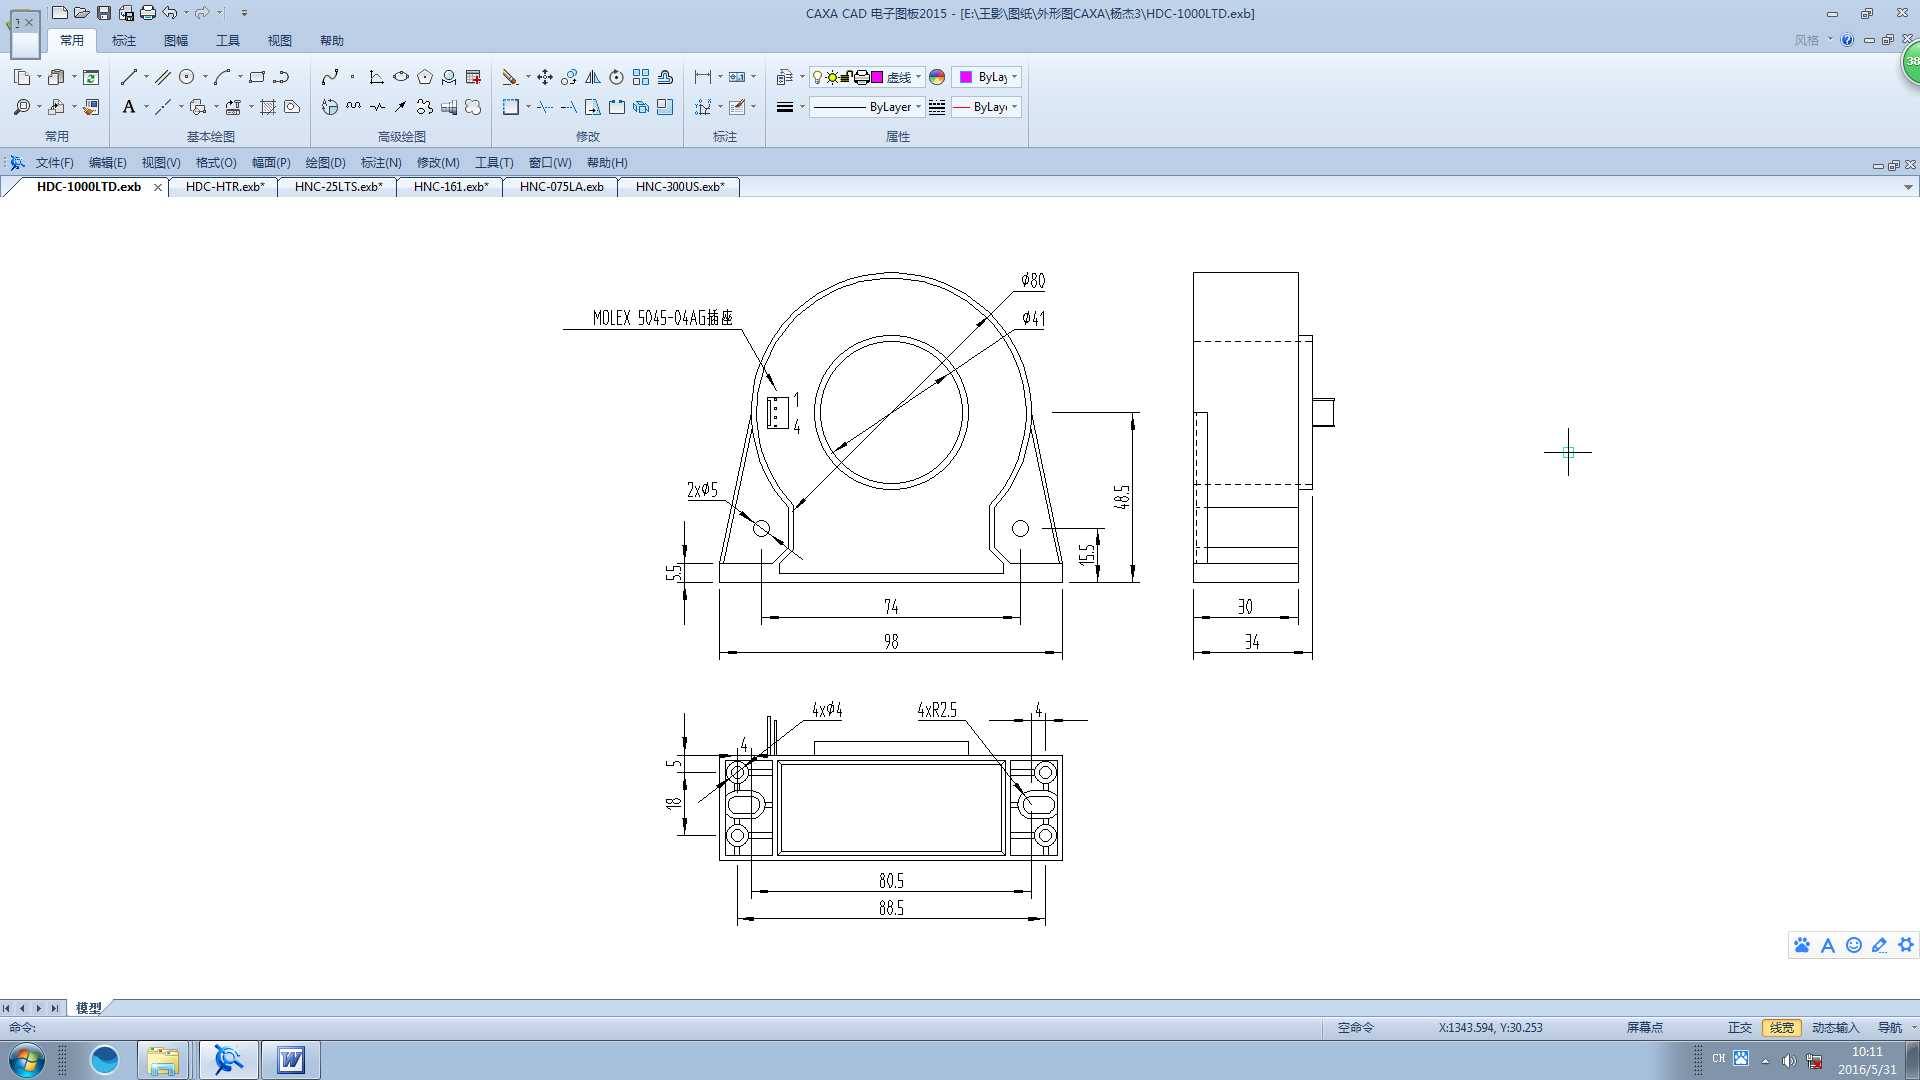 CAXA CAD 电子图板2015 - [E:\王影\图纸\外形图CAXA\杨杰3\HDC-1000LTD.exb]
常用 标注 图幅 工具 视图 帮助
风格
38
虚线
ByLayer
ByLay
常用 基本绘图 高级绘图 修改 标注 属性
文件(F) 编辑(E) 视图(V) 格式(O) 幅面(P) 绘图(D) 标注(N) 修改(M) 工具(T) 窗口(W) 帮助(H)
HDC-1000LTD.exb HDC-HTR.exb* HNC-25LTS.exb* HNC-161.exb* HNC-075LA.exb HNC-300US.exb*
ϕ80
MOLEX 5045-04AG插座
ϕ41
1
4
2xϕ5
48.5
15.5
5.5
74
30
98
34
4xϕ4
4xR2.5
4
4
5
18
80.5
88.5
模型
命令:
空命令 X:1343.594, Y:30.253 屏幕点 正交 线宽 动态输入 导航
CH
10:11
2016/5/31